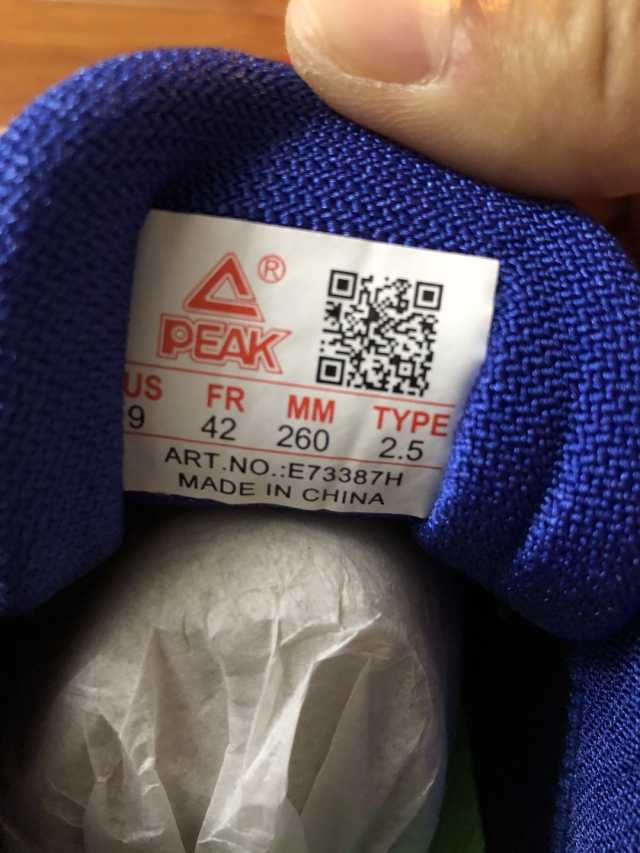 ®
PEAK
US FR MM TYPE
9 42 260 2.5
ART.NO.:E73387H
MADE IN CHINA